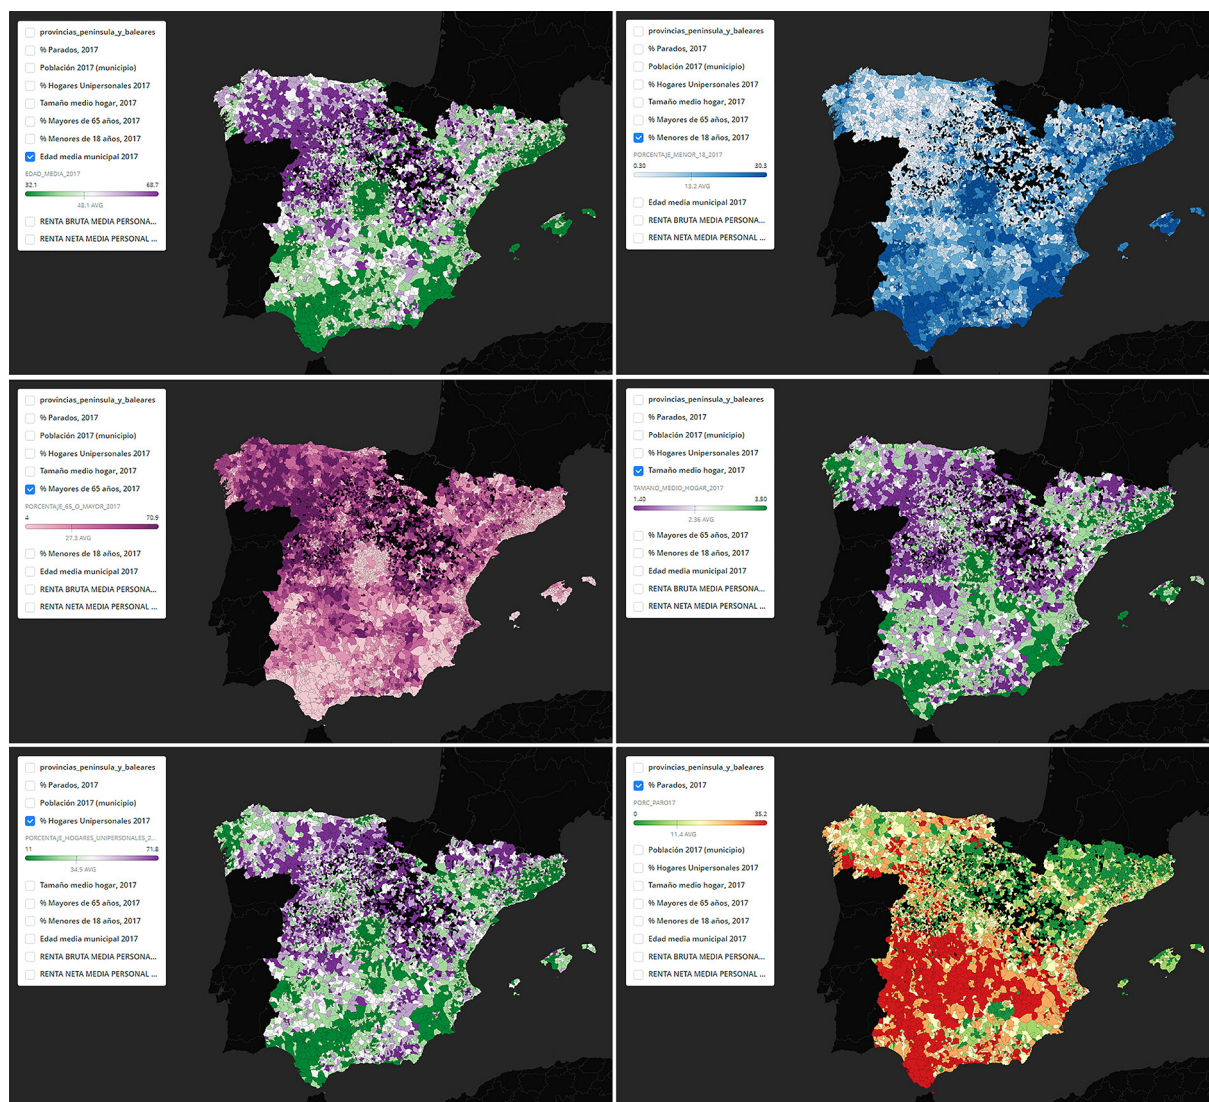 provincias_peninsula_y_baleares
% Parados, 2017
Población 2017 (municipio)
% Hogares Unipersonales 2017
Tamaño medio hogar, 2017
% Mayores de 65 años, 2017
% Menores de 18 años, 2017
Edad media municipal 2017
EDAD_MEDIA_2017
32.1 68.7
48.1 AVG
RENTA BRUTA MEDIA PERSONA...
RENTA NETA MEDIA PERSONAL ...
provincias_peninsula_y_baleares
% Parados, 2017
Población 2017 (municipio)
% Hogares Unipersonales 2017
Tamaño medio hogar, 2017
% Mayores de 65 años, 2017
% Menores de 18 años, 2017
PORCENTAJE_MENOR_18_2017
0.30 30.3
13.2 AVG
Edad media municipal 2017
RENTA BRUTA MEDIA PERSONA...
RENTA NETA MEDIA PERSONAL ...
provincias_peninsula_y_baleares
% Parados, 2017
Población 2017 (municipio)
% Hogares Unipersonales 2017
Tamaño medio hogar, 2017
% Mayores de 65 años, 2017
PORCENTAJE_65_O_MAYOR_2017
4 70.9
27.3 AVG
% Menores de 18 años, 2017
Edad media municipal 2017
RENTA BRUTA MEDIA PERSONA...
RENTA NETA MEDIA PERSONAL ...
provincias_peninsula_y_baleares
% Parados, 2017
Población 2017 (municipio)
% Hogares Unipersonales 2017
Tamaño medio hogar, 2017
TAMANO_MEDIO_HOGAR_2017
1.40 3.50
2.36 AVG
% Mayores de 65 años, 2017
% Menores de 18 años, 2017
Edad media municipal 2017
RENTA BRUTA MEDIA PERSONA...
RENTA NETA MEDIA PERSONAL ...
provincias_peninsula_y_baleares
% Parados, 2017
Población 2017 (municipio)
% Hogares Unipersonales 2017
PORCENTAJE_HOGARES_UNIPERSONALES_2...
11 71.8
34.5 AVG
Tamaño medio hogar, 2017
% Mayores de 65 años, 2017
% Menores de 18 años, 2017
Edad media municipal 2017
RENTA BRUTA MEDIA PERSONA...
RENTA NETA MEDIA PERSONAL ...
provincias_peninsula_y_baleares
% Parados, 2017
PORC_PARO17
0 35.2
11.4 AVG
Población 2017 (municipio)
% Hogares Unipersonales 2017
Tamaño medio hogar, 2017
% Mayores de 65 años, 2017
% Menores de 18 años, 2017
Edad media municipal 2017
RENTA BRUTA MEDIA PERSONA...
RENTA NETA MEDIA PERSONAL ...